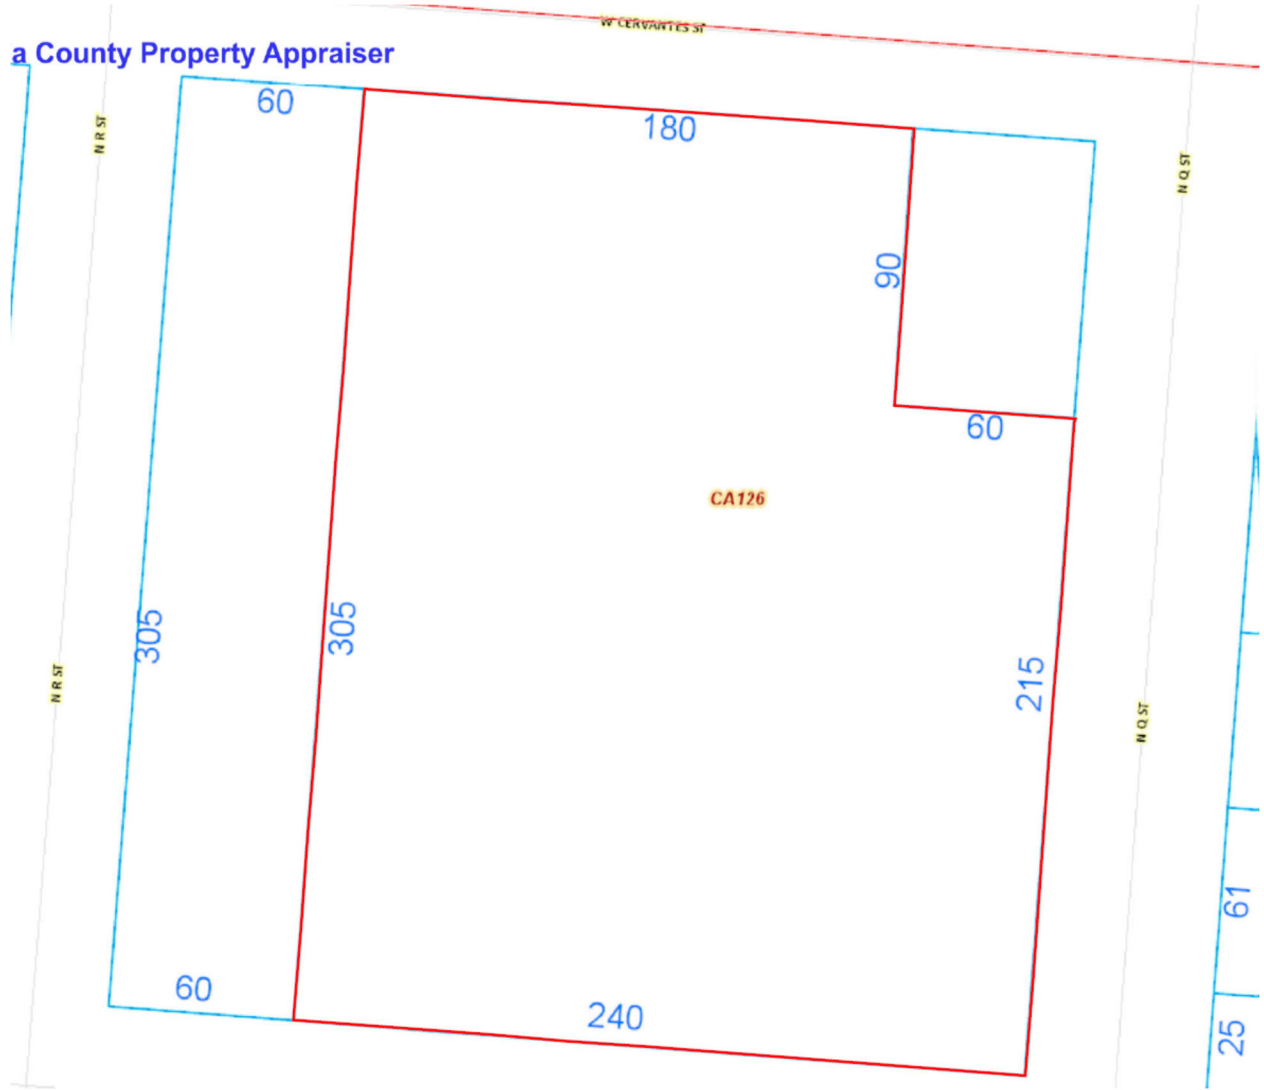 W CERVANTES ST
a County Property Appraiser
60
180
N R ST
N Q ST
90
60
CA126
305
305
215
N R ST
N Q ST
61
60
240
25